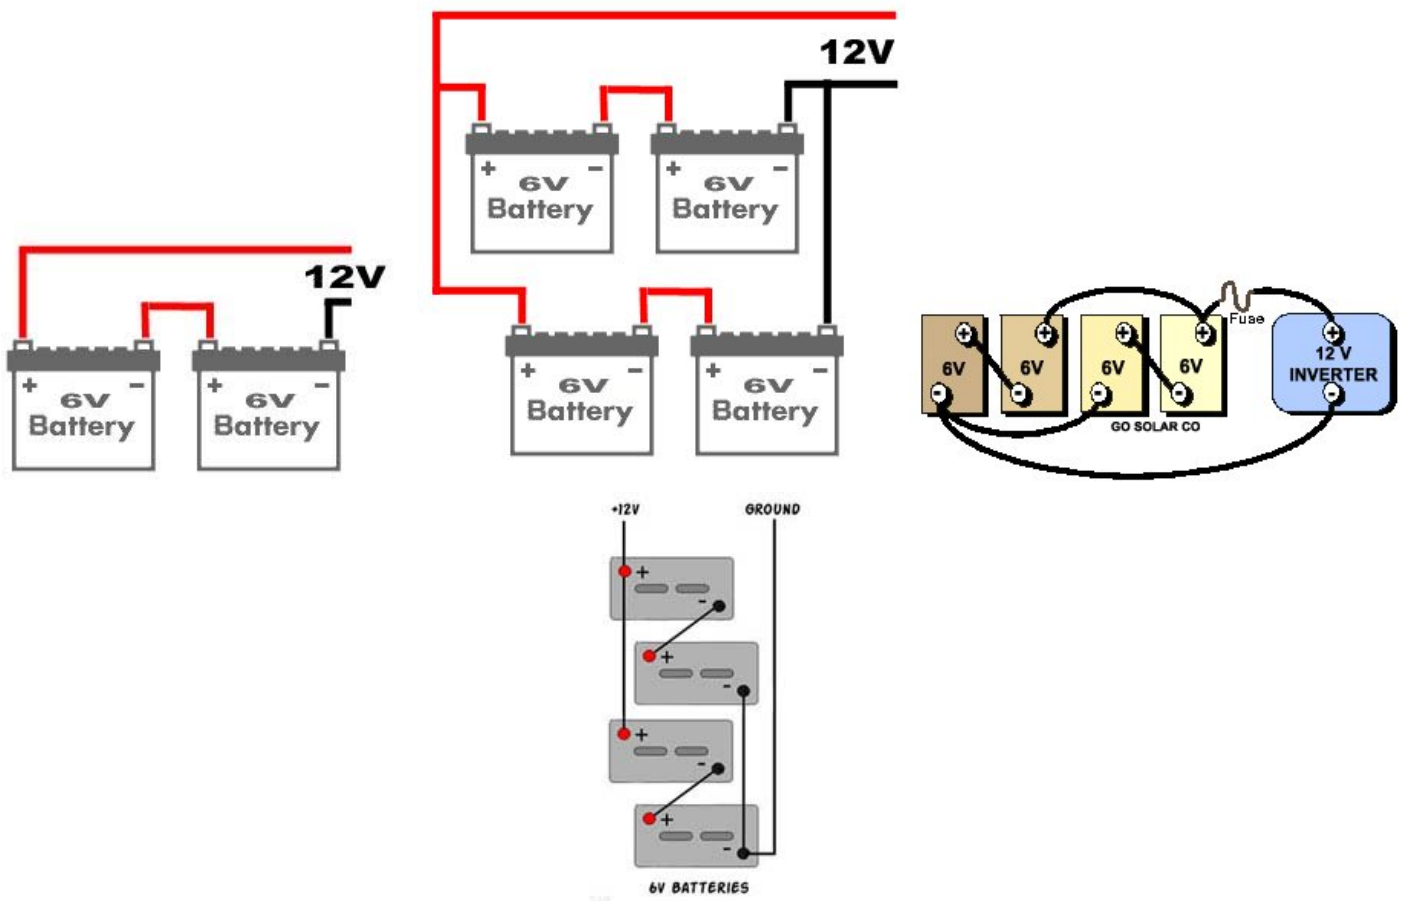 12V
+ -
6V
Battery
+ -
6V
Battery
12V
+ -
6V
Battery
+ -
6V
Battery
+ -
6V
Battery
+ -
6V
Battery
Fuse
+ + + + +
6V 6V 6V 6V
12 V
INVERTER
- - - - -
GO SOLAR CO
+12V GROUND
+
-
+
-
+
-
+
-
6V BATTERIES